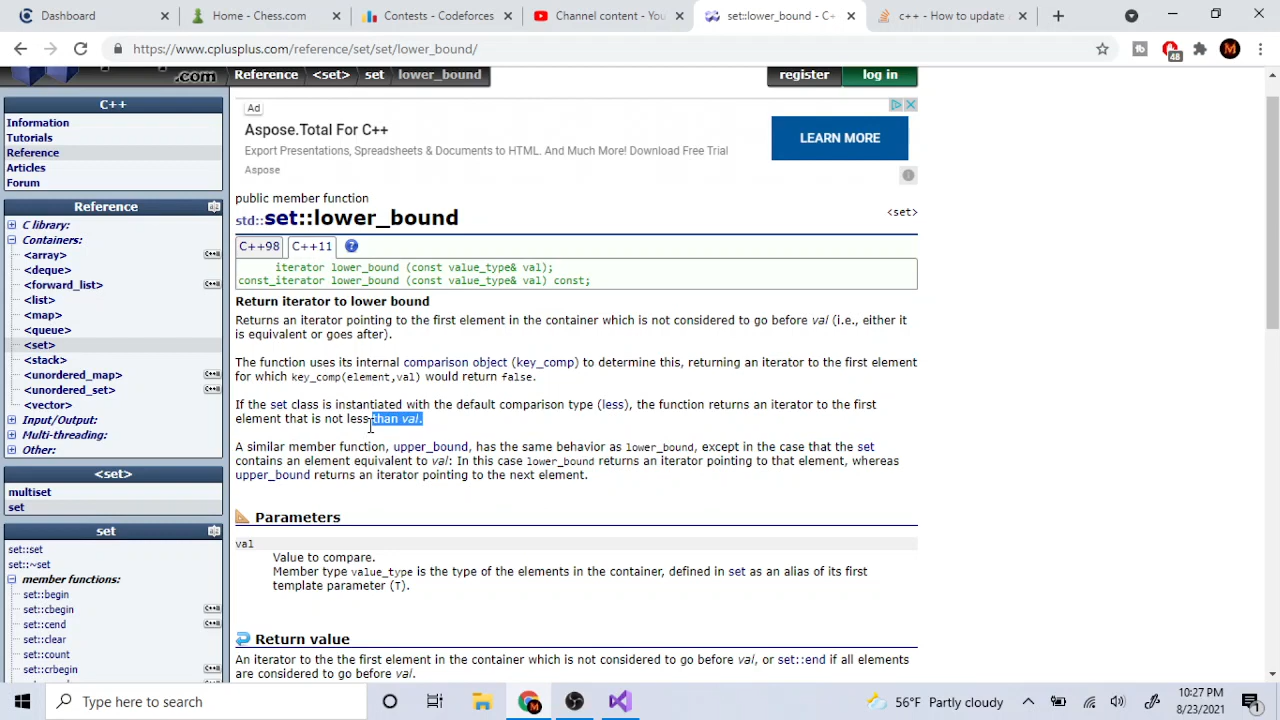 Dashboard
Home - Chess.com
Contests - Codeforces
Channel content - You
set::lower_bound - C+
c++ - How to update
https://www.cplusplus.com/reference/set/set/lower_bound/
48
M
.com
Reference
<set>
set
lower_bound
register
log in
C++
Information
Tutorials
Reference
Articles
Forum
Reference
C library:
Containers:
<array>
<deque>
<forward_list>
<list>
<map>
<queue>
<set>
<stack>
<unordered_map>
<unordered_set>
<vector>
Input/Output:
Multi-threading:
Other:
<set>
multiset
set
set
set::set
set::~set
member functions:
set::begin
set::cbegin
set::cend
set::clear
set::count
set::crbegin
Ad
Aspose.Total For C++
Export Presentations, Spreadsheets & Documents to HTML. And Much More! Download Free Trial
Aspose
LEARN MORE
public member function
std::set::lower_bound
<set>
C++98
C++11
?
iterator lower_bound (const value_type& val);
const_iterator lower_bound (const value_type& val) const;
Return iterator to lower bound
Returns an iterator pointing to the first element in the container which is not considered to go before val (i.e., either it
is equivalent or goes after).
The function uses its internal comparison object (key_comp) to determine this, returning an iterator to the first element
for which key_comp(element,val) would return false.
If the set class is instantiated with the default comparison type (less), the function returns an iterator to the first
element that is not less than val.
A similar member function, upper_bound, has the same behavior as lower_bound, except in the case that the set
contains an element equivalent to val: In this case lower_bound returns an iterator pointing to that element, whereas
upper_bound returns an iterator pointing to the next element.
Parameters
val
Value to compare.
Member type value_type is the type of the elements in the container, defined in set as an alias of its first
template parameter (T).
Return value
An iterator to the the first element in the container which is not considered to go before val, or set::end if all elements
are considered to go before val.
Type here to search
M
56°F Partly cloudy
10:27 PM
8/23/2021
1